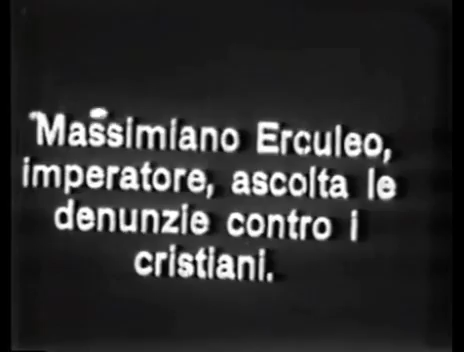 Massimiano Erculeo,
imperatore, ascolta le
denunzie contro i
cristiani.